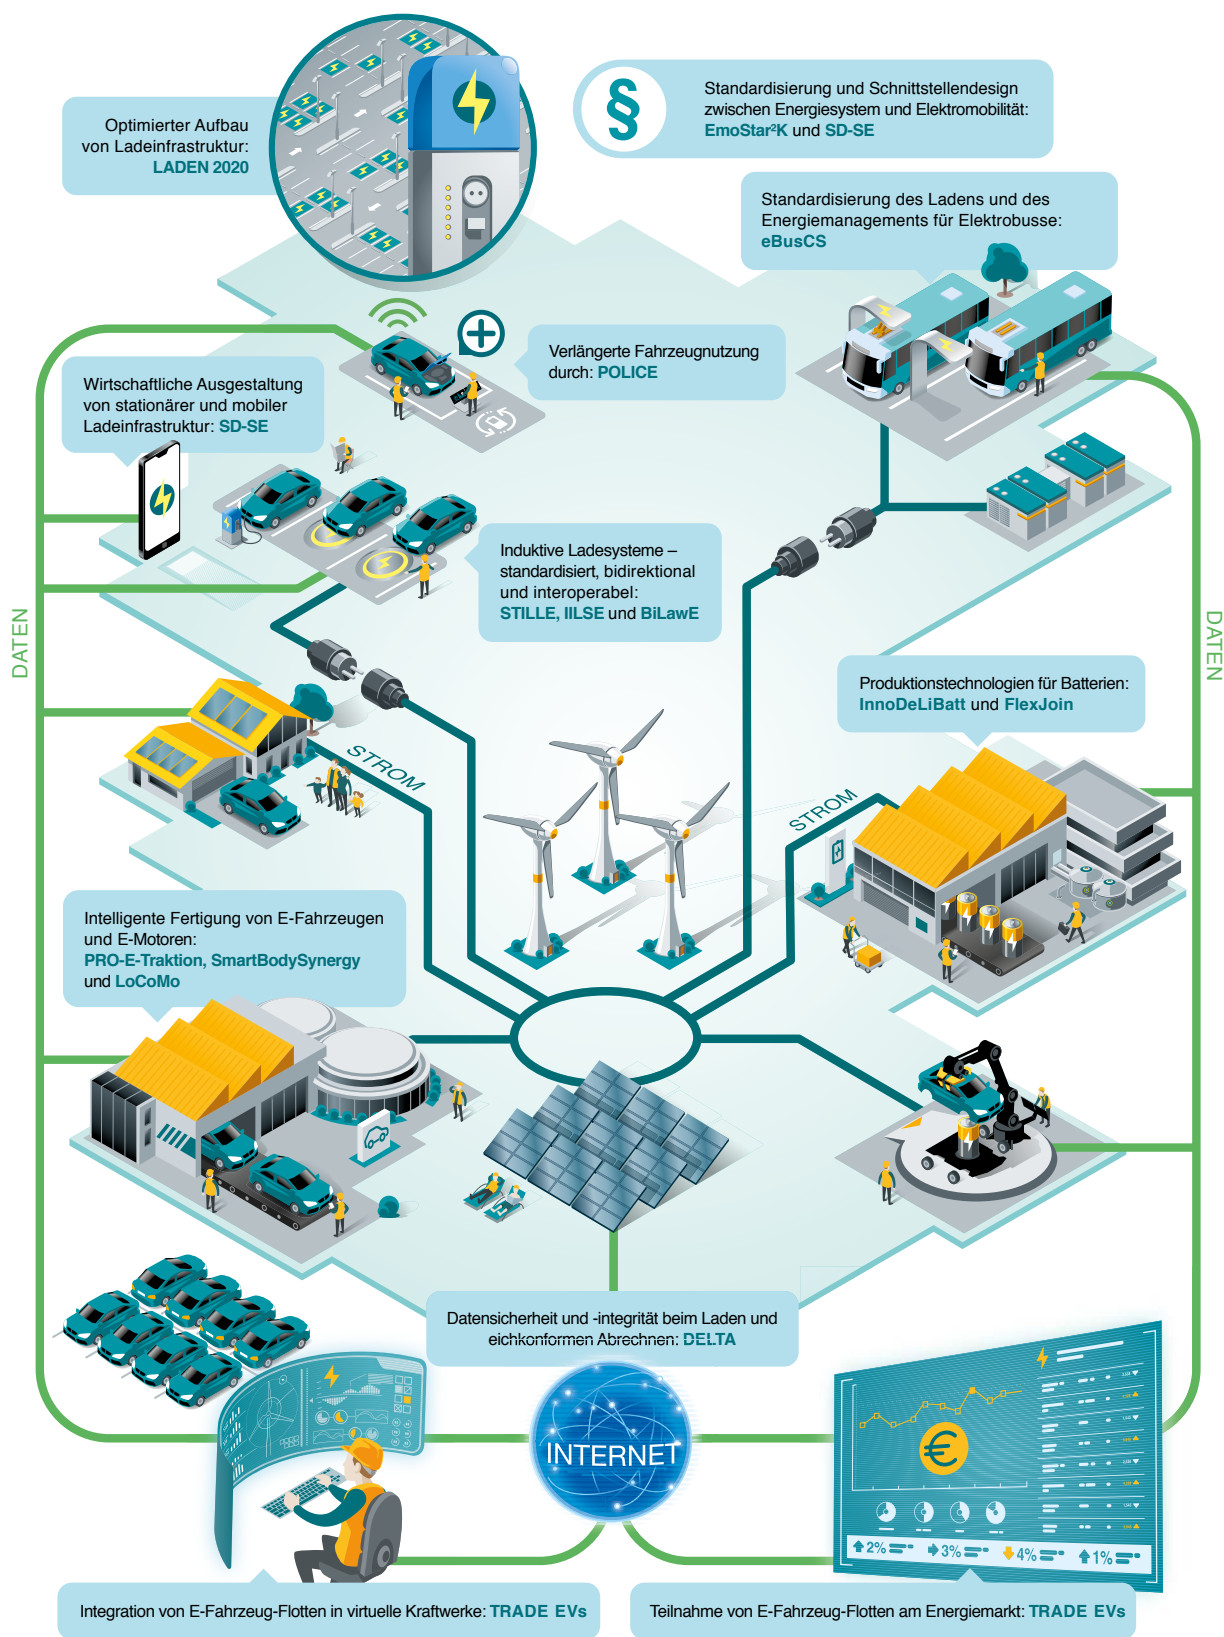 Optimierter Aufbau
von Ladeinfrastruktur:
LADEN 2020
§
Standardisierung und Schnittstellendesign
zwischen Energiesystem und Elektromobilität:
EmoStar²K und SD-SE
Standardisierung des Ladens und des
Energiemanagements für Elektrobusse:
eBusCS
Verlängerte Fahrzeugnutzung
durch: POLICE
Wirtschaftliche Ausgestaltung
von stationärer und mobiler
Ladeinfrastruktur: SD-SE
Induktive Ladesysteme –
standardisiert, bidirektional
und interoperabel:
STILLE, IILSE und BiLawE
DATEN
DATEN
Produktionstechnologien für Batterien:
InnoDeLiBatt und FlexJoin
STROM
STROM
Intelligente Fertigung von E-Fahrzeugen
und E-Motoren:
PRO-E-Traktion, SmartBodySynergy
und LoCoMo
Datensicherheit und -integrität beim Laden und
eichkonformen Abrechnen: DELTA
INTERNET
€
2% 3% 4% 1%
Integration von E-Fahrzeug-Flotten in virtuelle Kraftwerke: TRADE EVs
Teilnahme von E-Fahrzeug-Flotten am Energiemarkt: TRADE EVs